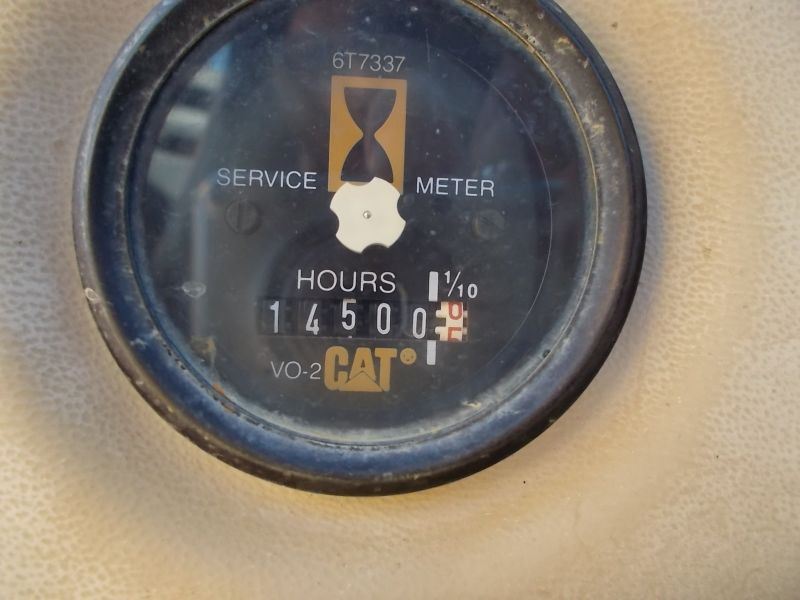 6T7337
SERVICE METER
HOURS 1/10
14500
VO-2 CAT